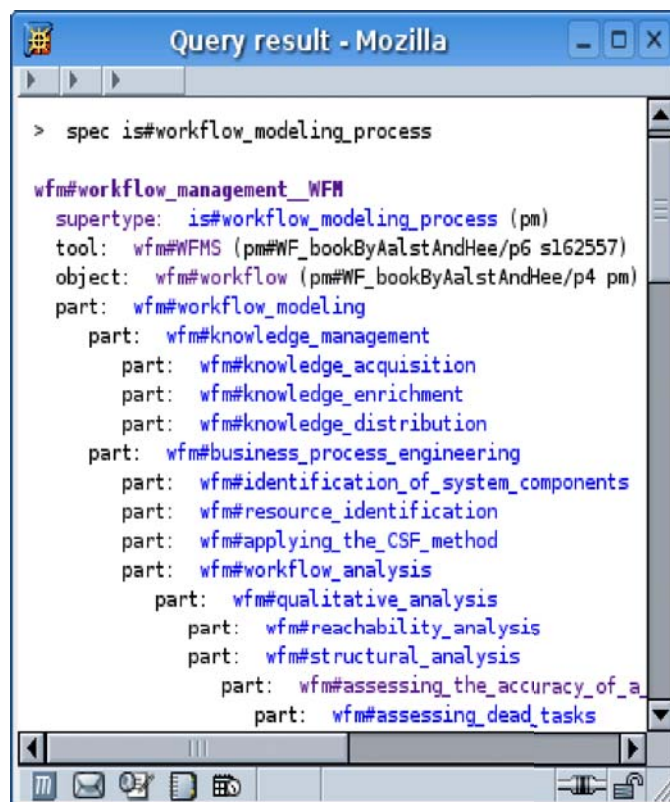 Query result - Mozilla
> spec is#workflow_modeling_process
wfm#workflow_management__WFM
supertype: is#workflow_modeling_process (pm)
tool: wfm#WFMS (pm#WF_bookByAalstAndHee/p6 s162557)
object: wfm#workflow (pm#WF_bookByAalstAndHee/p4 pm)
part: wfm#workflow_modeling
part: wfm#knowledge_management
part: wfm#knowledge_acquisition
part: wfm#knowledge_enrichment
part: wfm#knowledge_distribution
part: wfm#business_process_engineering
part: wfm#identification_of_system_components
part: wfm#resource_identification
part: wfm#applying_the_CSF_method
part: wfm#workflow_analysis
part: wfm#qualitative_analysis
part: wfm#reachability_analysis
part: wfm#structural_analysis
part: wfm#assessing_the_accuracy_of_a_
part: wfm#assessing_dead_tasks